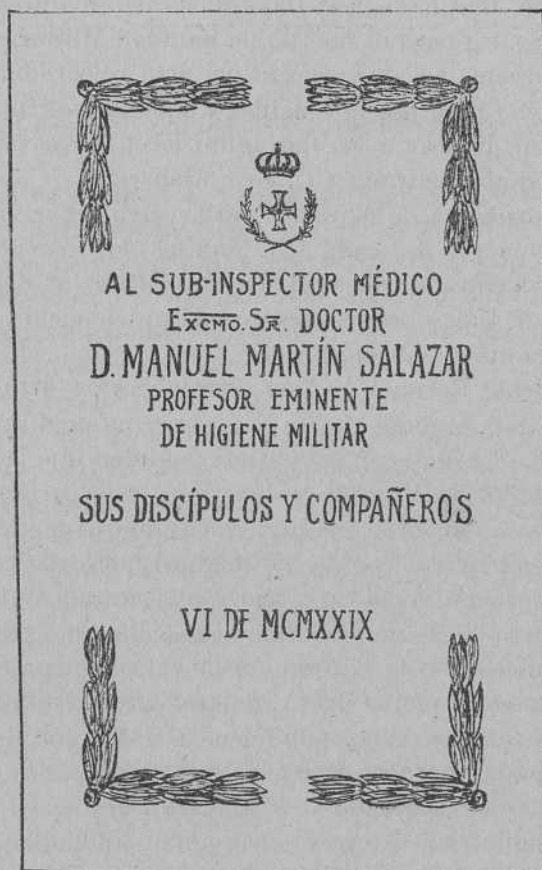 AL SUB-INSPECTOR MÉDICO
EXCMO. SR. DOCTOR
D. MANUEL MARTÍN SALAZAR
PROFESOR EMINENTE
DE HIGIENE MILITAR
SUS DISCÍPULOS Y COMPAÑEROS
VI DE MCMXXIX